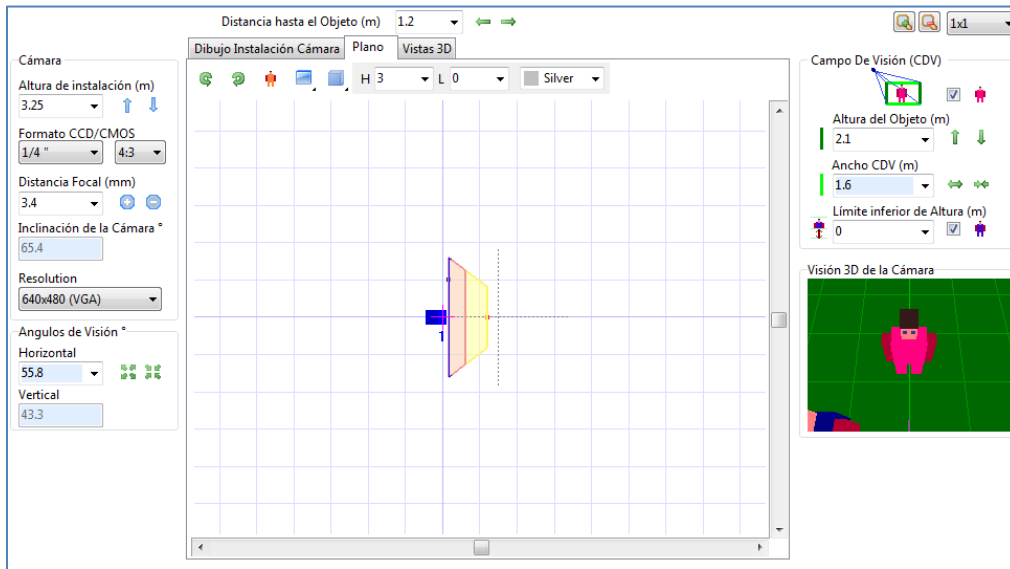 Distancia hasta el Objeto (m) 1.2
1x1
Dibujo Instalación Cámara Plano Vistas 3D
H 3 L 0 Silver
Cámara
Altura de instalación (m)
3.25
Formato CCD/CMOS
1/4 " 4:3
Distancia Focal (mm)
3.4
Inclinación de la Cámara °
65.4
Resolution
640x480 (VGA)
Angulos de Visión °
Horizontal
55.8
Vertical
43.3
1
Campo De Visión (CDV)
Altura del Objeto (m)
2.1
Ancho CDV (m)
1.6
Límite inferior de Altura (m)
0
Visión 3D de la Cámara